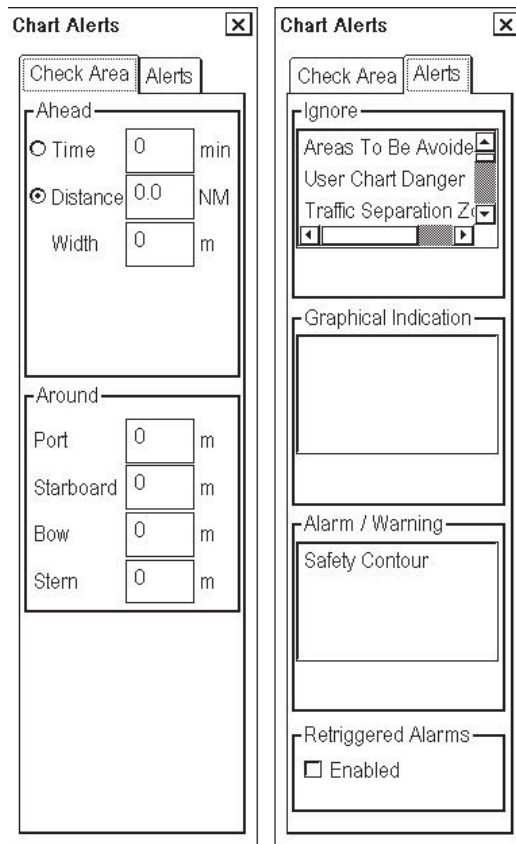 Chart Alerts
Check Area Alerts
Ahead
Time 0 min
Distance 0.0 NM
Width 0 m
Around
Port 0 m
Starboard 0 m
Bow 0 m
Stern 0 m
Chart Alerts
Check Area Alerts
Ignore
Areas To Be Avoide
User Chart Danger
Traffic Separation Zo
Graphical Indication
Alarm / Warning
Safety Contour
Retriggered Alarms
Enabled